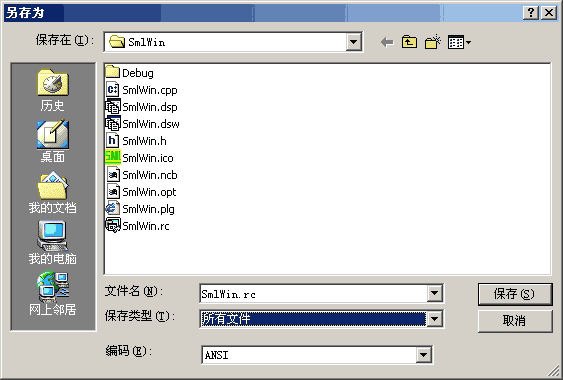 另存为
保存在(I):
SmlWin
历史
桌面
我的文档
我的电脑
网上邻居
Debug
SmlWin.cpp
SmlWin.dsp
SmlWin.dsw
SmlWin.h
SmlWin.ico
SmlWin.ncb
SmlWin.opt
SmlWin.plg
SmlWin.rc
文件名(N):
SmlWin.rc
保存(S)
保存类型(T):
所有文件
取消
编码(E):
ANSI